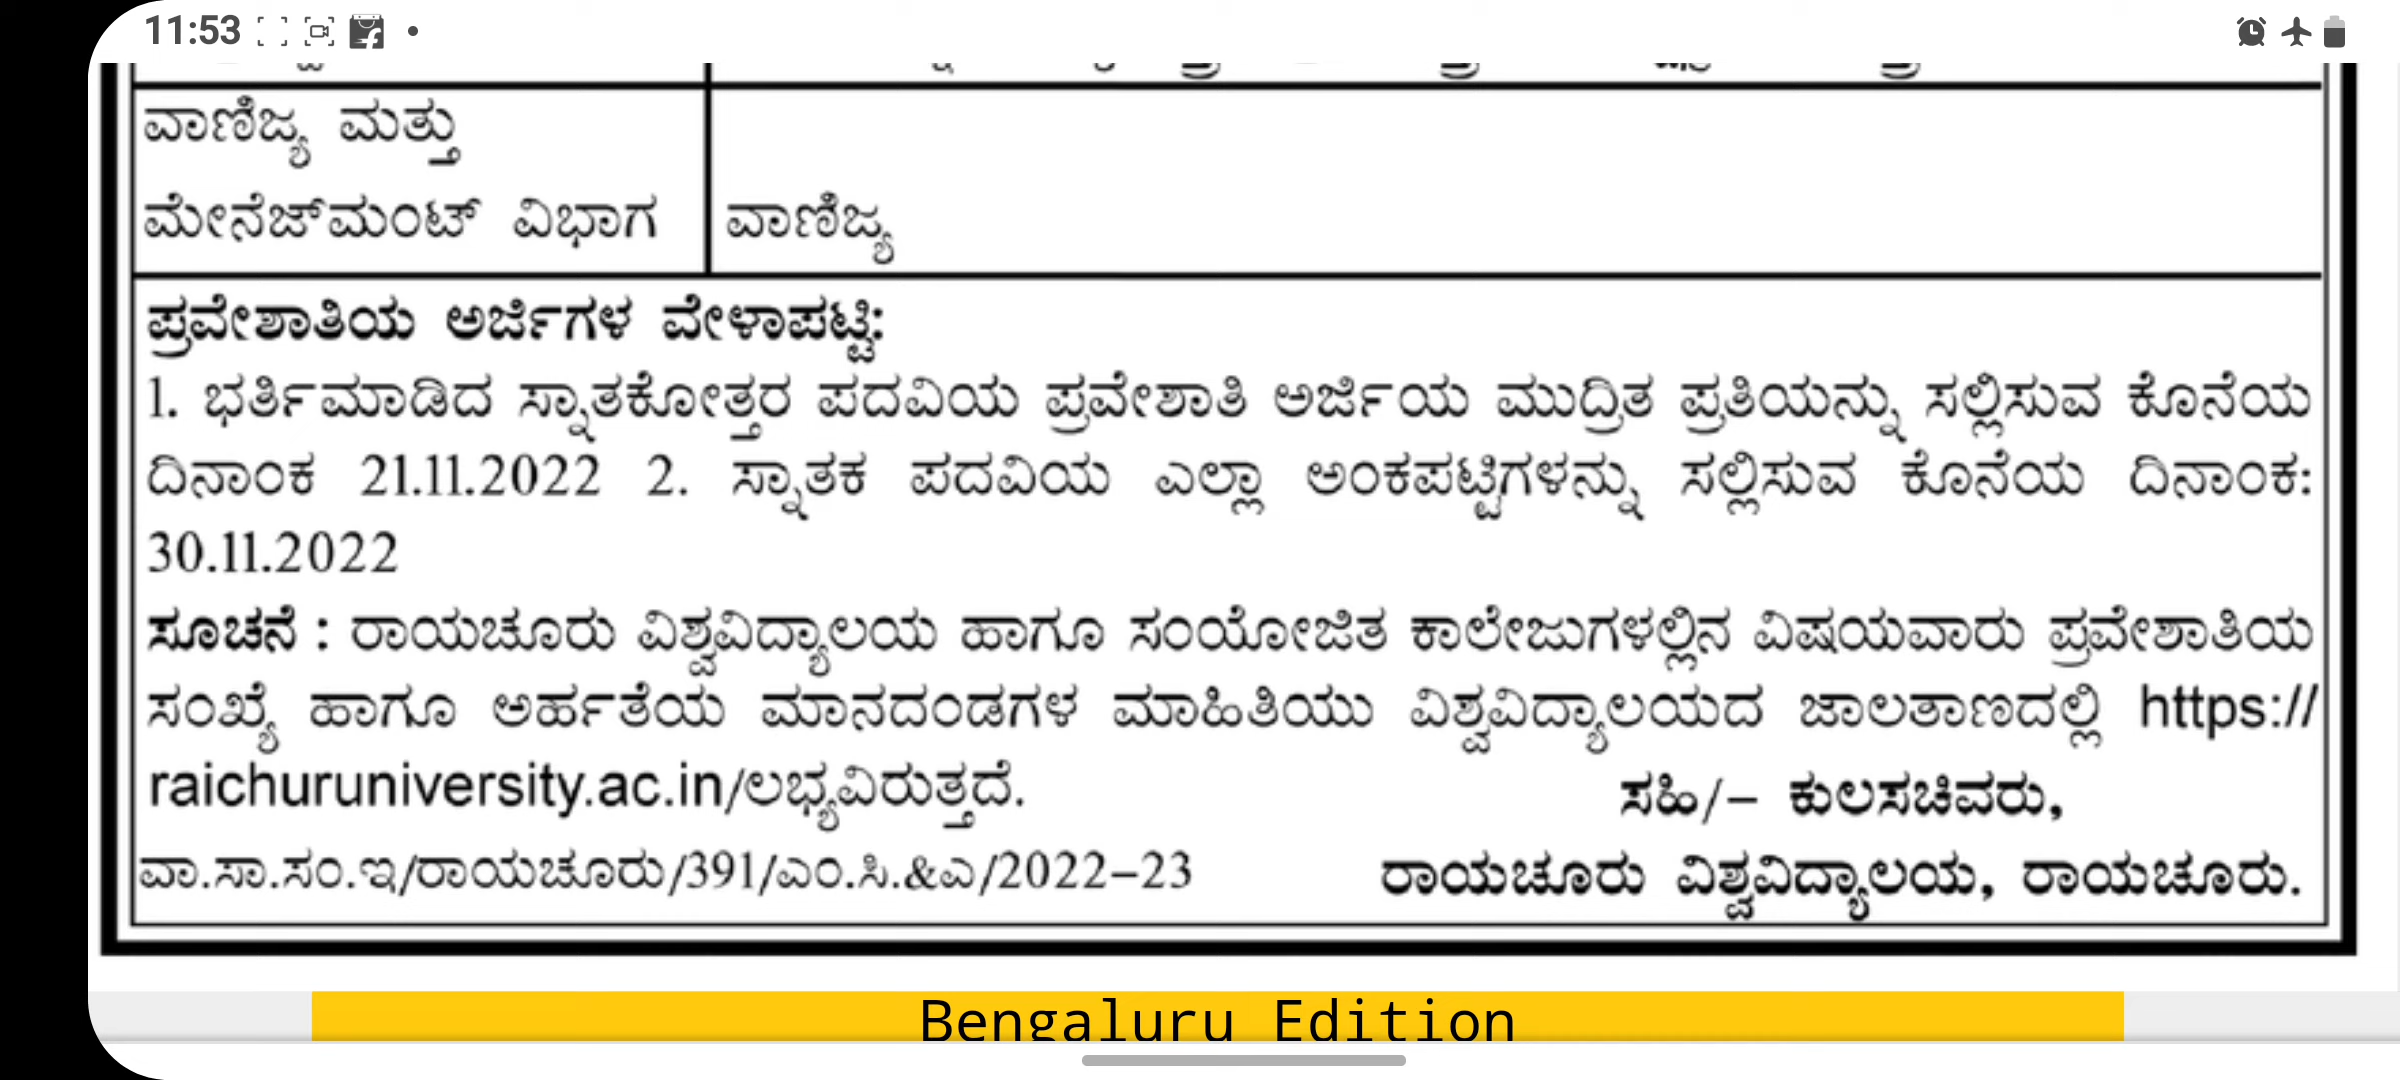 11:53
ವಾಣಿಜ್ಯ ಮತ್ತು
ಮೇನೆಜ್‌ಮಂಟ್ ವಿಭಾಗ
ವಾಣಿಜ್ಯ
ಪ್ರವೇಶಾತಿಯ ಅರ್ಜಿಗಳ ವೇಳಾಪಟ್ಟಿ:
1. ಭರ್ತಿಮಾಡಿದ ಸ್ನಾತಕೋತ್ತರ ಪದವಿಯ ಪ್ರವೇಶಾತಿ ಅರ್ಜಿಯ ಮುದ್ರಿತ ಪ್ರತಿಯನ್ನು ಸಲ್ಲಿಸುವ ಕೊನೆಯ
ದಿನಾಂಕ 21.11.2022 2. ಸ್ನಾತಕ ಪದವಿಯ ಎಲ್ಲಾ ಅಂಕಪಟ್ಟಿಗಳನ್ನು ಸಲ್ಲಿಸುವ ಕೊನೆಯ ದಿನಾಂಕ:
30.11.2022
ಸೂಚನೆ : ರಾಯಚೂರು ವಿಶ್ವವಿದ್ಯಾಲಯ ಹಾಗೂ ಸಂಯೋಜಿತ ಕಾಲೇಜುಗಳಲ್ಲಿನ ವಿಷಯವಾರು ಪ್ರವೇಶಾತಿಯ
ಸಂಖ್ಯೆ ಹಾಗೂ ಅರ್ಹತೆಯ ಮಾನದಂಡಗಳ ಮಾಹಿತಿಯು ವಿಶ್ವವಿದ್ಯಾಲಯದ ಜಾಲತಾಣದಲ್ಲಿ https://
raichuruniversity.ac.in/ಲಭ್ಯವಿರುತ್ತದೆ.
ಸಹಿ/– ಕುಲಸಚಿವರು,
ವಾ.ಸಾ.ಸಂ.ಇ/ರಾಯಚೂರು/391/ಎಂ.ಸಿ.&ಎ/2022–23
ರಾಯಚೂರು ವಿಶ್ವವಿದ್ಯಾಲಯ, ರಾಯಚೂರು.
Bengaluru Edition